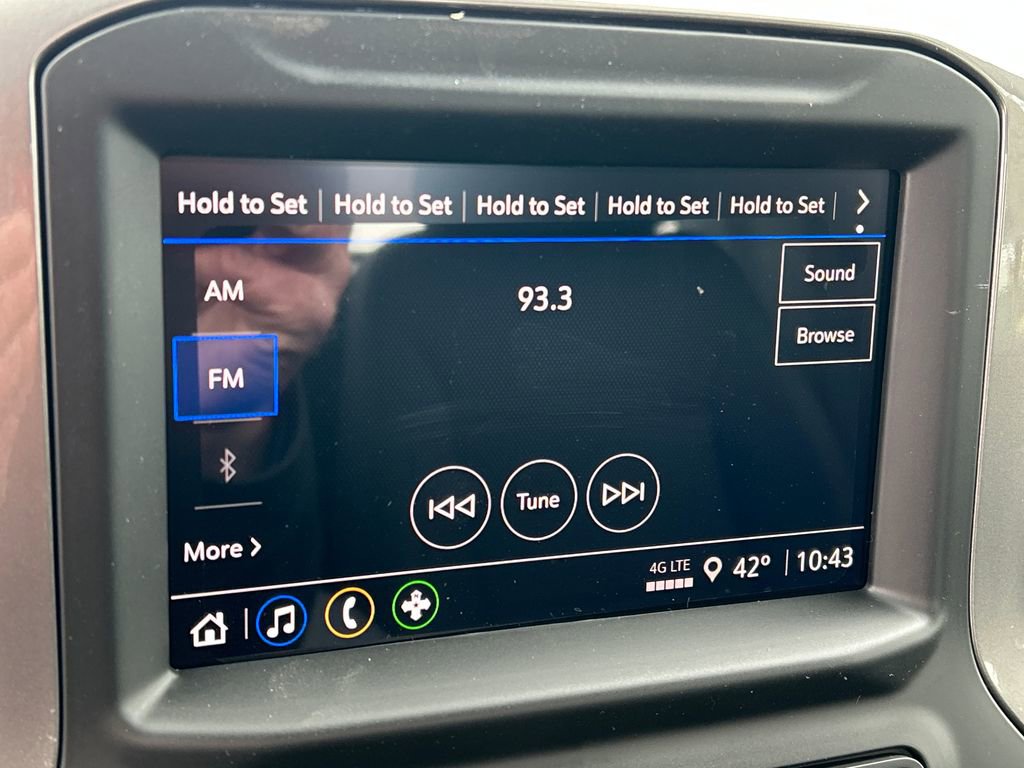 Hold to Set Hold to Set Hold to Set Hold to Set Hold to Set
AM
93.3
Sound
Browse
FM
Tune
More
4G LTE
42° 10:43